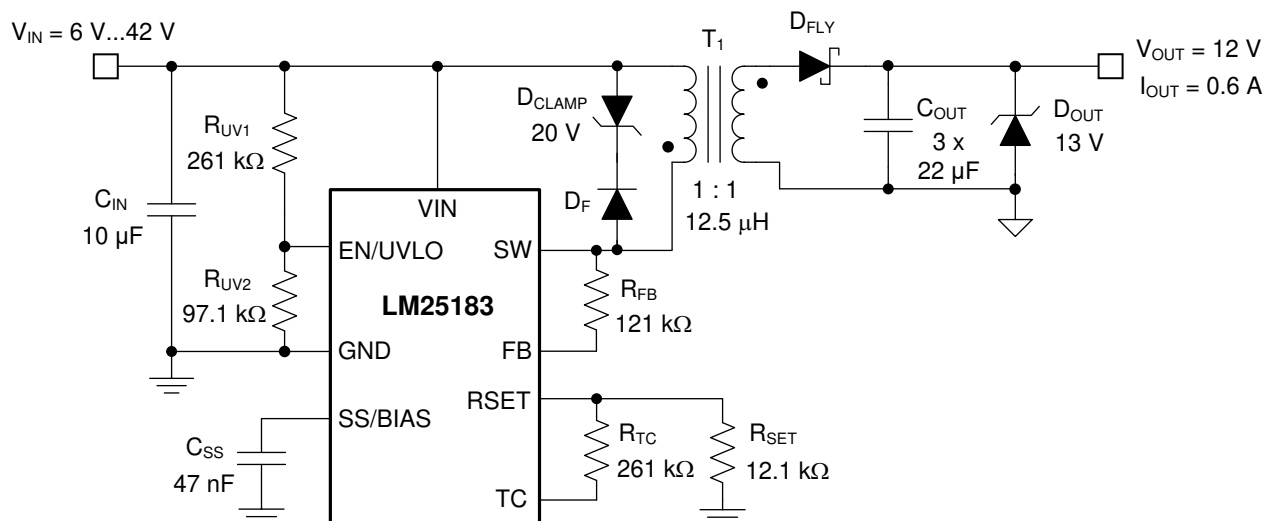 V_IN = 6 V...42 V
D_FLY
T_1
V_OUT = 12 V
I_OUT = 0.6 A
D_CLAMP
20 V
R_UV1
261 kΩ
C_OUT
3 x
22 µF
D_OUT
13 V
C_IN
10 µF
VIN
D_F
1 : 1
12.5 μH
EN/UVLO
SW
R_UV2
97.1 kΩ
LM25183
R_FB
121 kΩ
GND
FB
RSET
SS/BIAS
C_SS
47 nF
R_TC
261 kΩ
R_SET
12.1 kΩ
TC